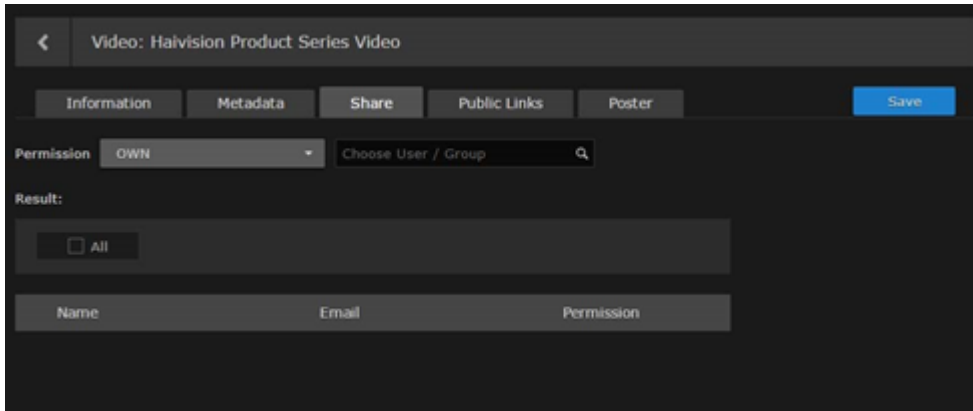 Video: Haivision Product Series Video
Information Metadata Share Public Links Poster Save
Permission OWN Choose User / Group
Result:
All
Name Email Permission